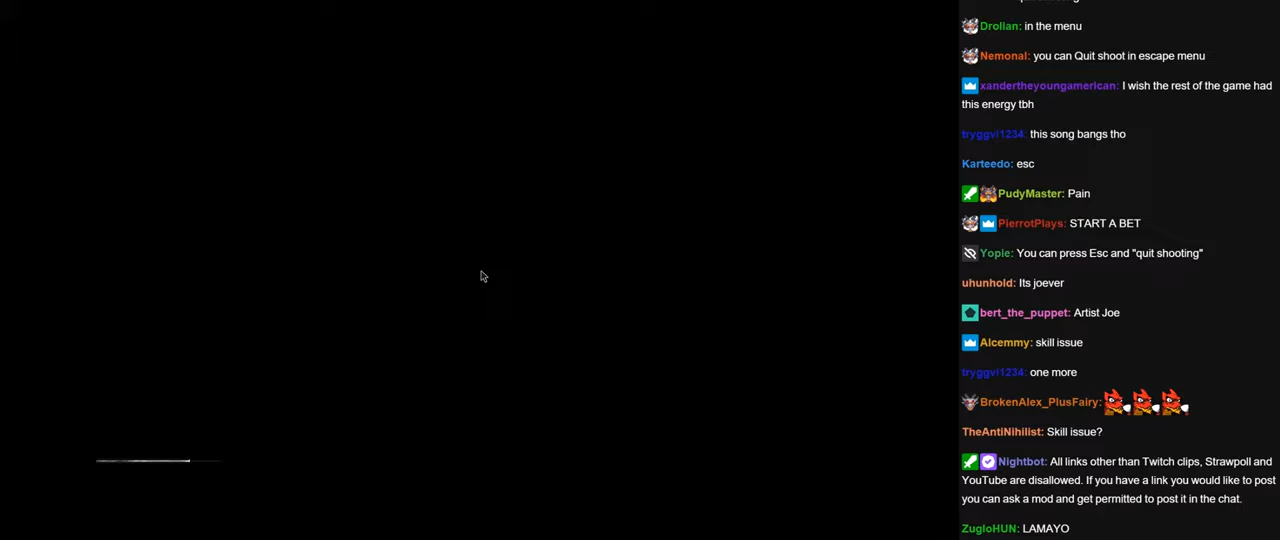 Drollan: in the menu
Nemonal: you can Quit shoot in escape menu
xandertheyoungamerican: I wish the rest of the game had
this energy tbh
tryggvi1234: this song bangs tho
Karteedo: esc
PudyMaster: Pain
PierrotPlays: START A BET
Yopie: You can press Esc and "quit shooting"
uhunhold: Its joever
bert_the_puppet: Artist Joe
Alcemmy: skill issue
tryggvi1234: one more
BrokenAlex_PlusFairy:
TheAntiNihilist: Skill issue?
Nightbot: All links other than Twitch clips, Strawpoll and
YouTube are disallowed. If you have a link you would like to post
you can ask a mod and get permitted to post it in the chat.
ZugloHUN: LAMAYO